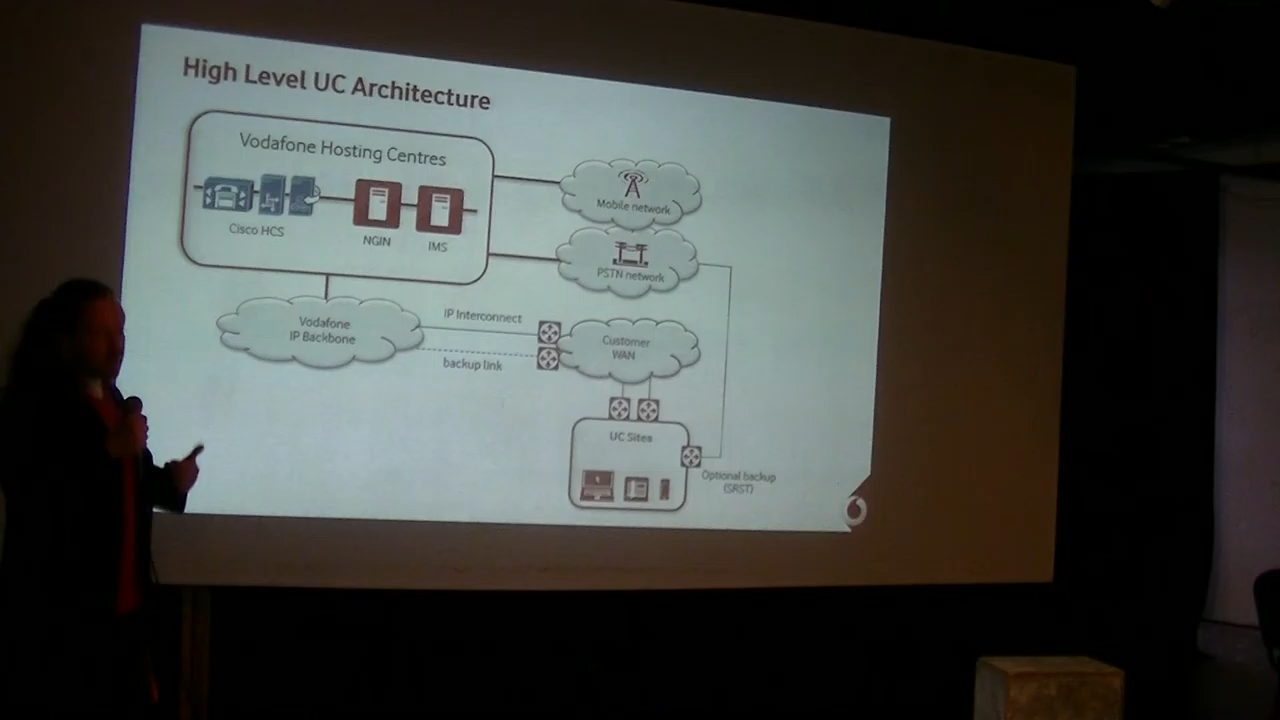 High Level UC Architecture
Vodafone Hosting Centres
Cisco HCS
NGIN
IMS
Mobile network
PSTN network
Vodafone
IP Backbone
IP Interconnect
backup link
Customer
WAN
UC Sites
Optional backup
(SRST)